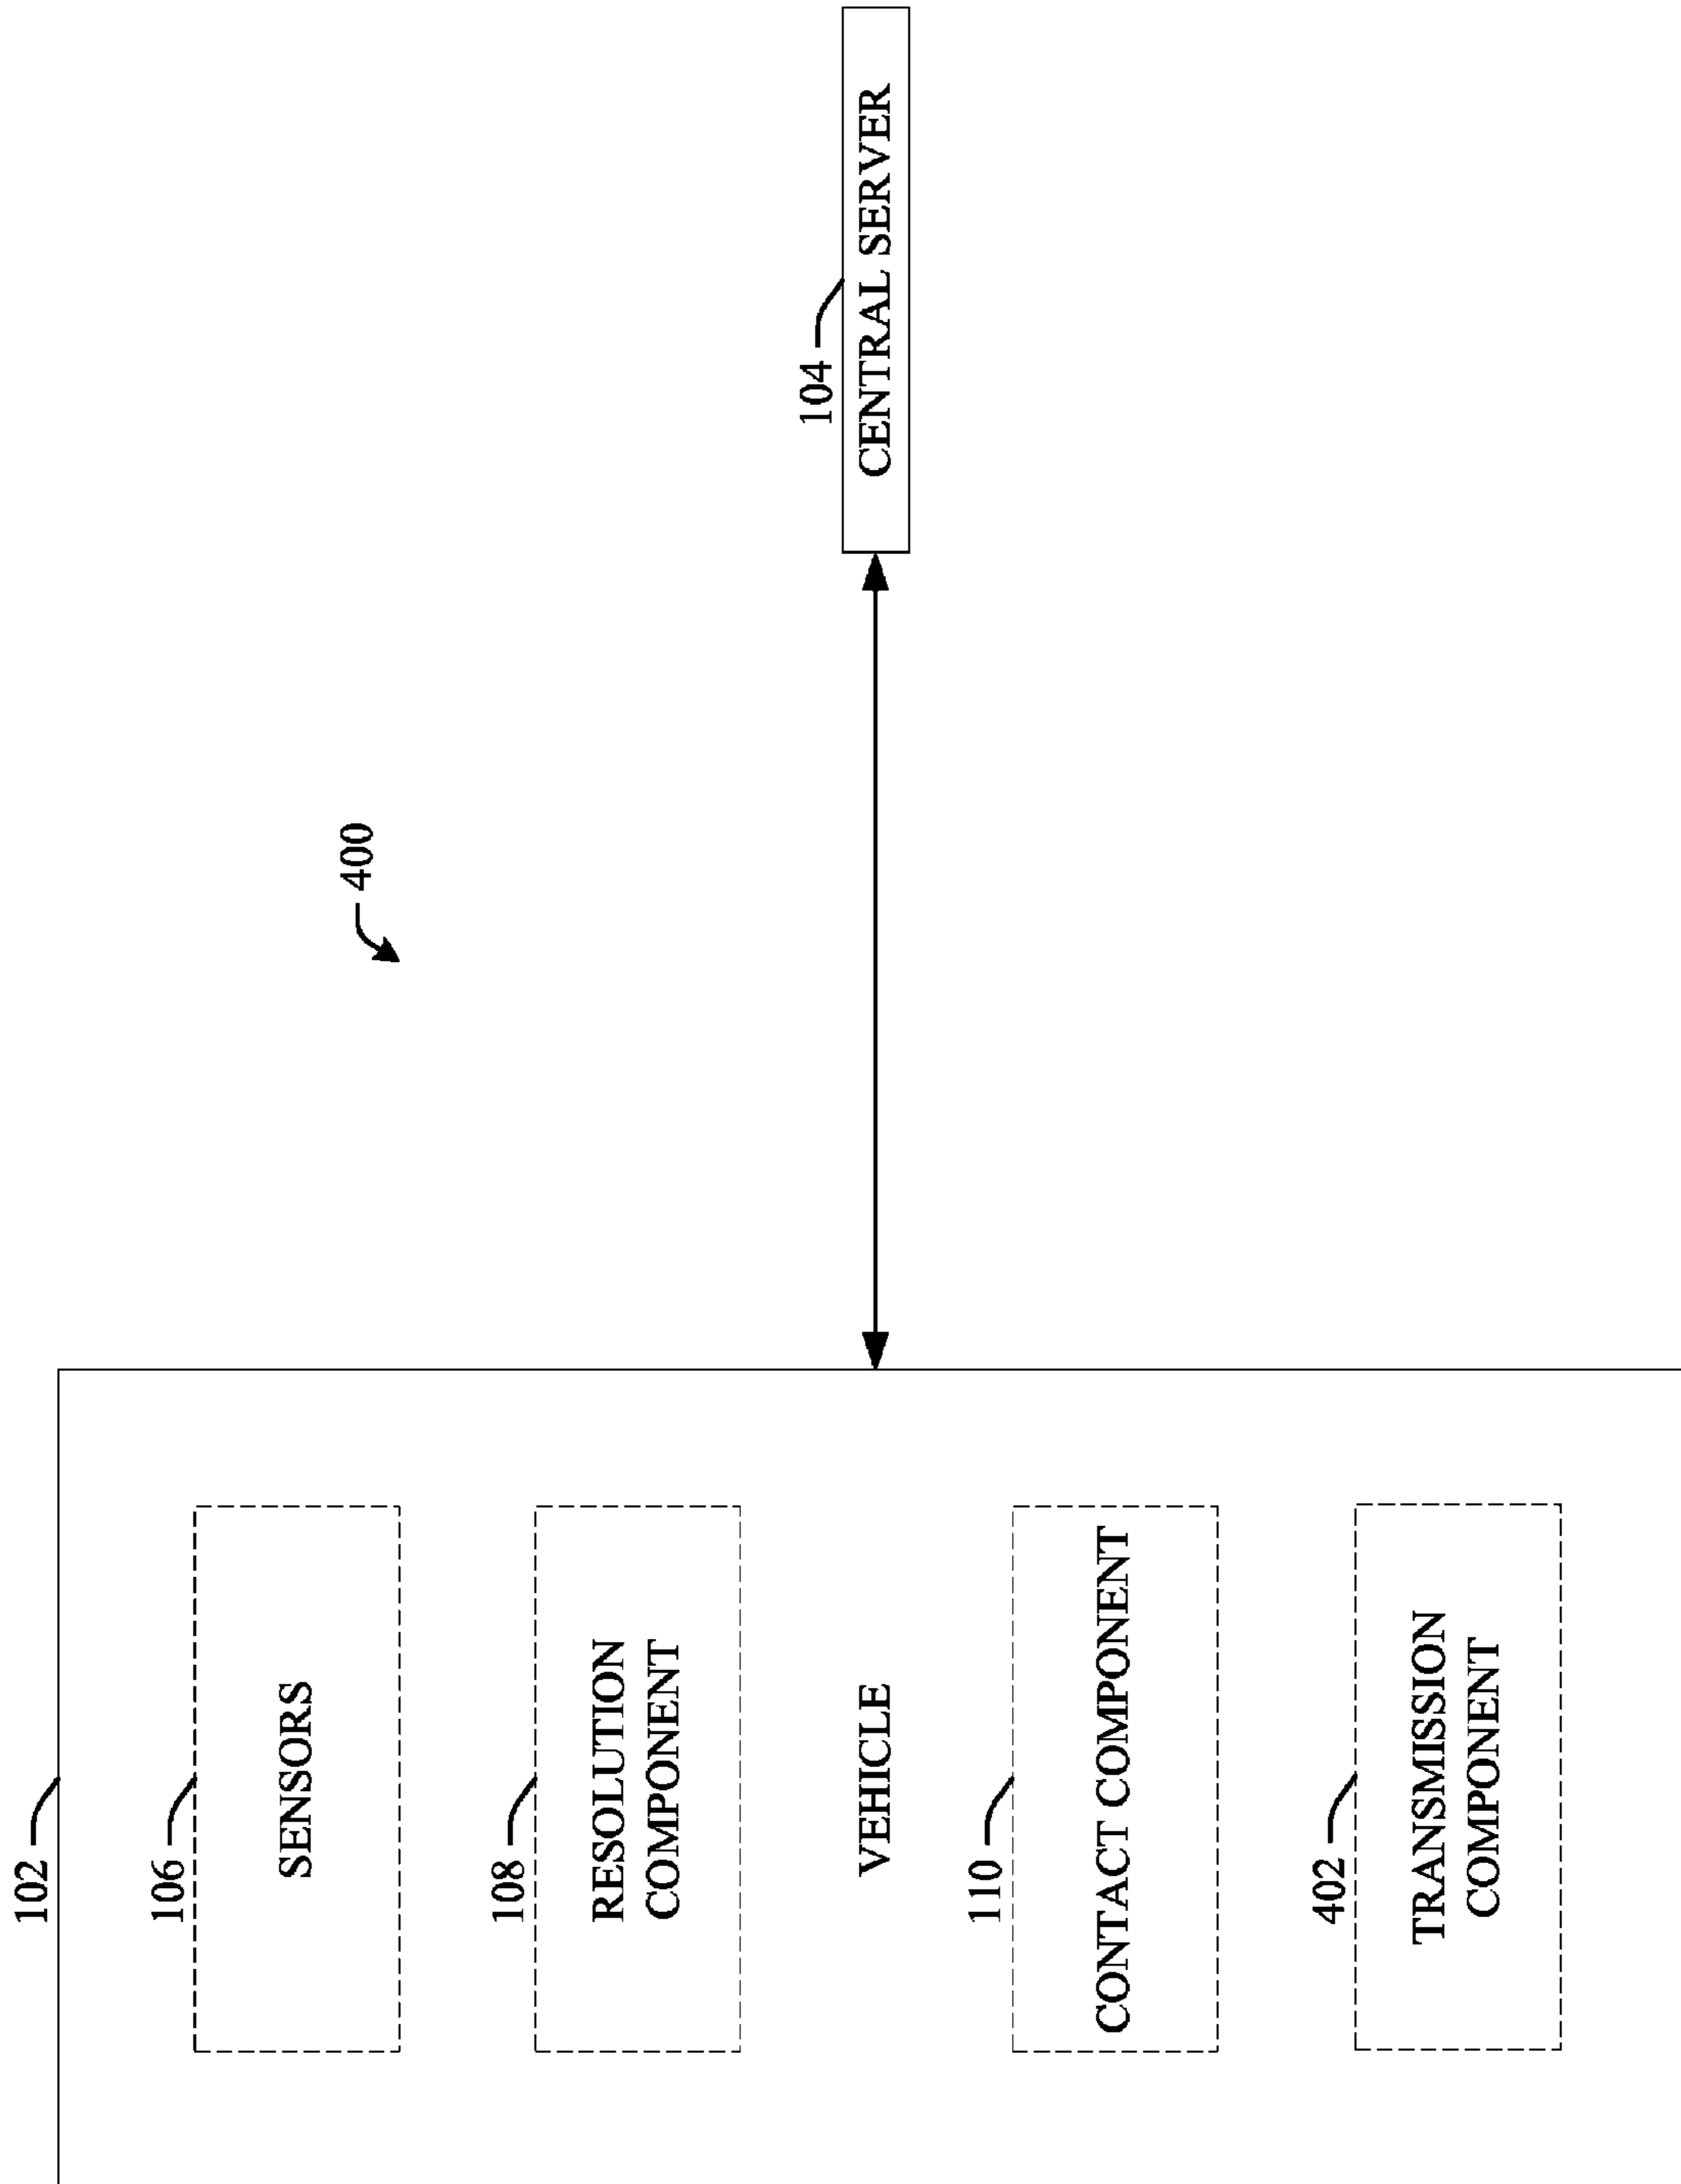 400
102
106
SENSORS
108
RESOLUTION
COMPONENT
VEHICLE
104
CENTRAL SERVER
110
CONTACT COMPONENT
402
TRANSMISSION
COMPONENT